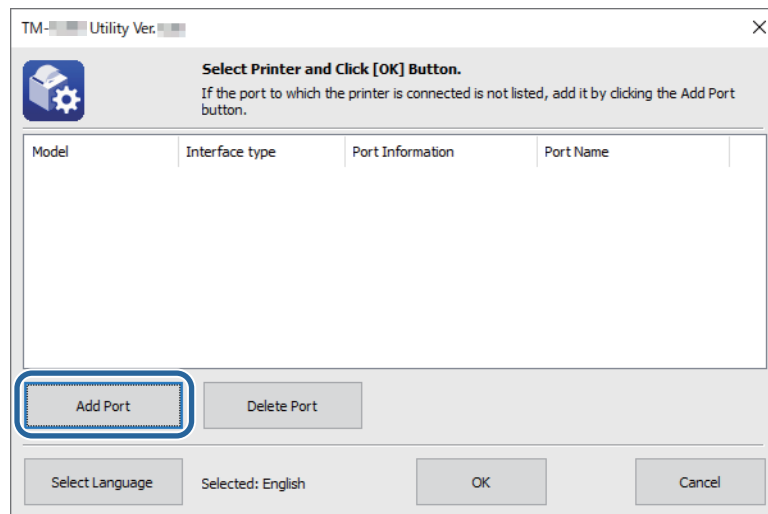 TM- Utility Ver.
Select Printer and Click [OK] Button.
If the port to which the printer is connected is not listed, add it by clicking the Add Port
button.
Model Interface type Port Information Port Name
Add Port Delete Port
Select Language Selected: English OK Cancel